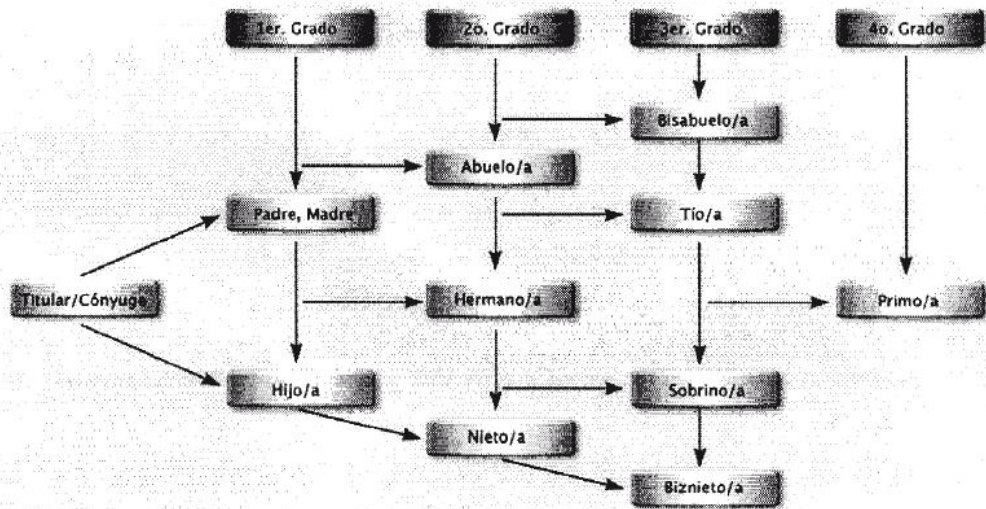 1er. Grado
2o. Grado
3er. Grado
4o. Grado
Bisabuelo/a
Abuelo/a
Padre, Madre
Tío/a
Titular/Cónyuge
Hermano/a
Primo/a
Hijo/a
Sobrino/a
Nieto/a
Biznieto/a